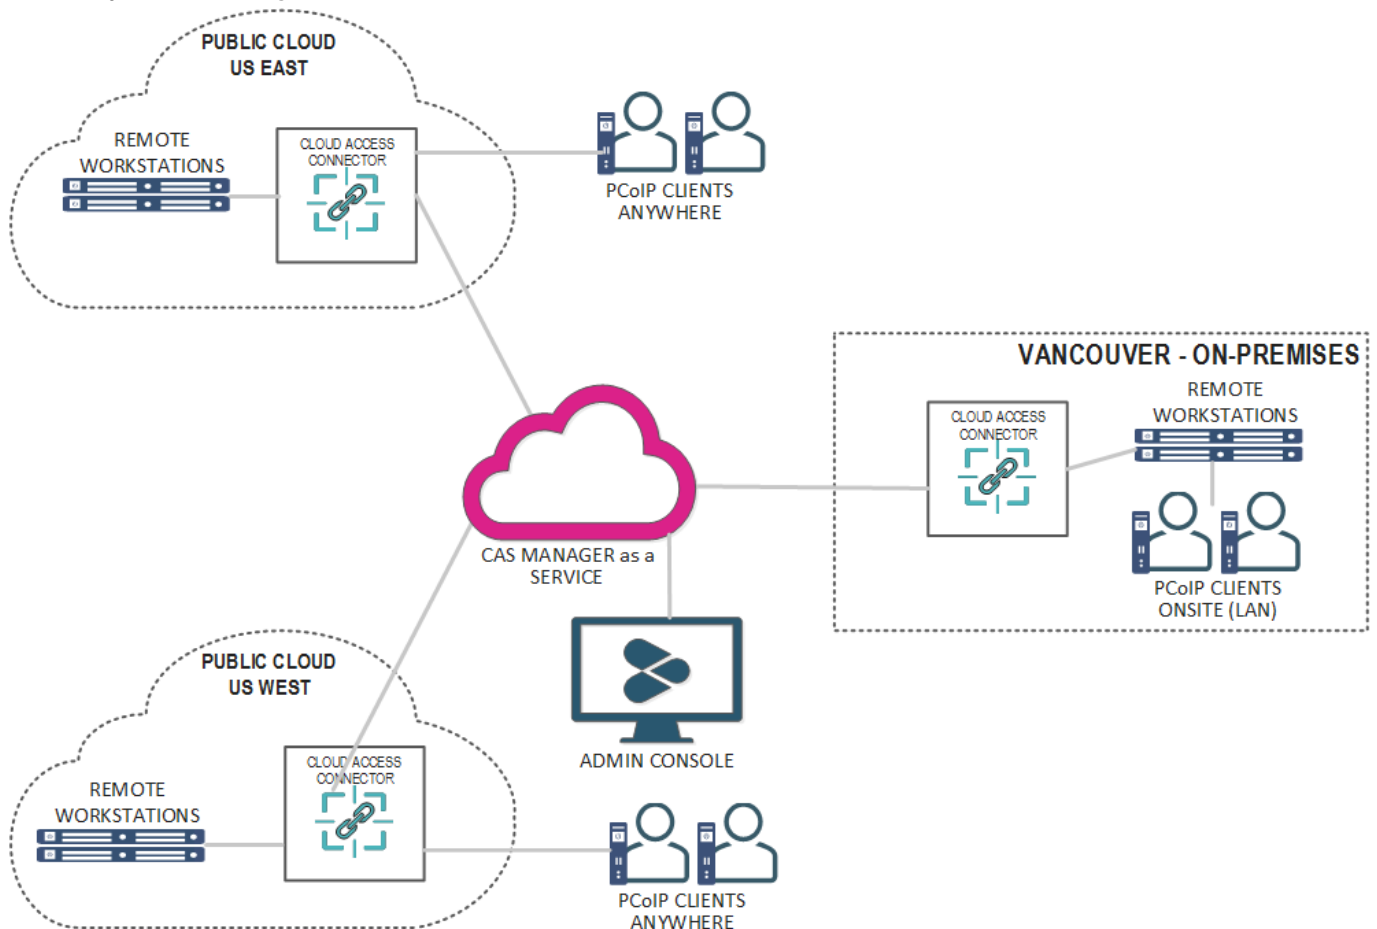 PUBLIC CLOUD
US EAST
REMOTE
WORKSTATIONS
CLOUD ACCESS
CONNECTOR
PCoIP CLIENTS
ANYWHERE
VANCOUVER - ON-PREMISES
CLOUD ACCESS
CONNECTOR
REMOTE
WORKSTATIONS
PCoIP CLIENTS
ONSITE (LAN)
CAS MANAGER as a
SERVICE
ADMIN CONSOLE
PUBLIC CLOUD
US WEST
REMOTE
WORKSTATIONS
CLOUD ACCESS
CONNECTOR
PCoIP CLIENTS
ANYWHERE